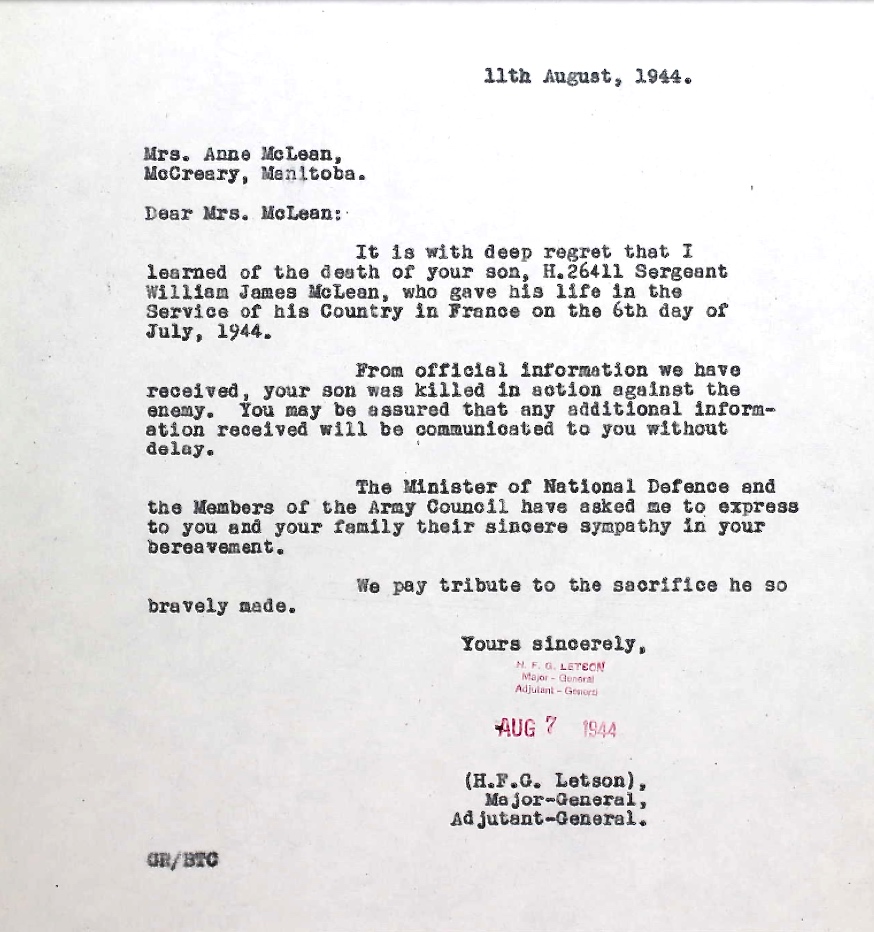 11th August, 1944.
Mrs. Anne McLean,
McCreary, Manitoba.
Dear Mrs. McLean:
It is with deep regret that I
learned of the death of your son, H.26411 Sergeant
William James McLean, who gave his life in the
Service of his Country in France on the 6th day of
July, 1944.
From official information we have
received, your son was killed in action against the
enemy. You may be assured that any additional inform-
ation received will be communicated to you without
delay.
The Minister of National Defence and
the Members of the Army Council have asked me to express
to you and your family their sincere sympathy in your
bereavement.
We pay tribute to the sacrifice he so
bravely made.
Yours sincerely,
H. F. G. LETSON
Major - General
Adjutant - General
AUG 7 1944
(H.F.G. Letson),
Major-General,
Adjutant-General.
GR/BTC